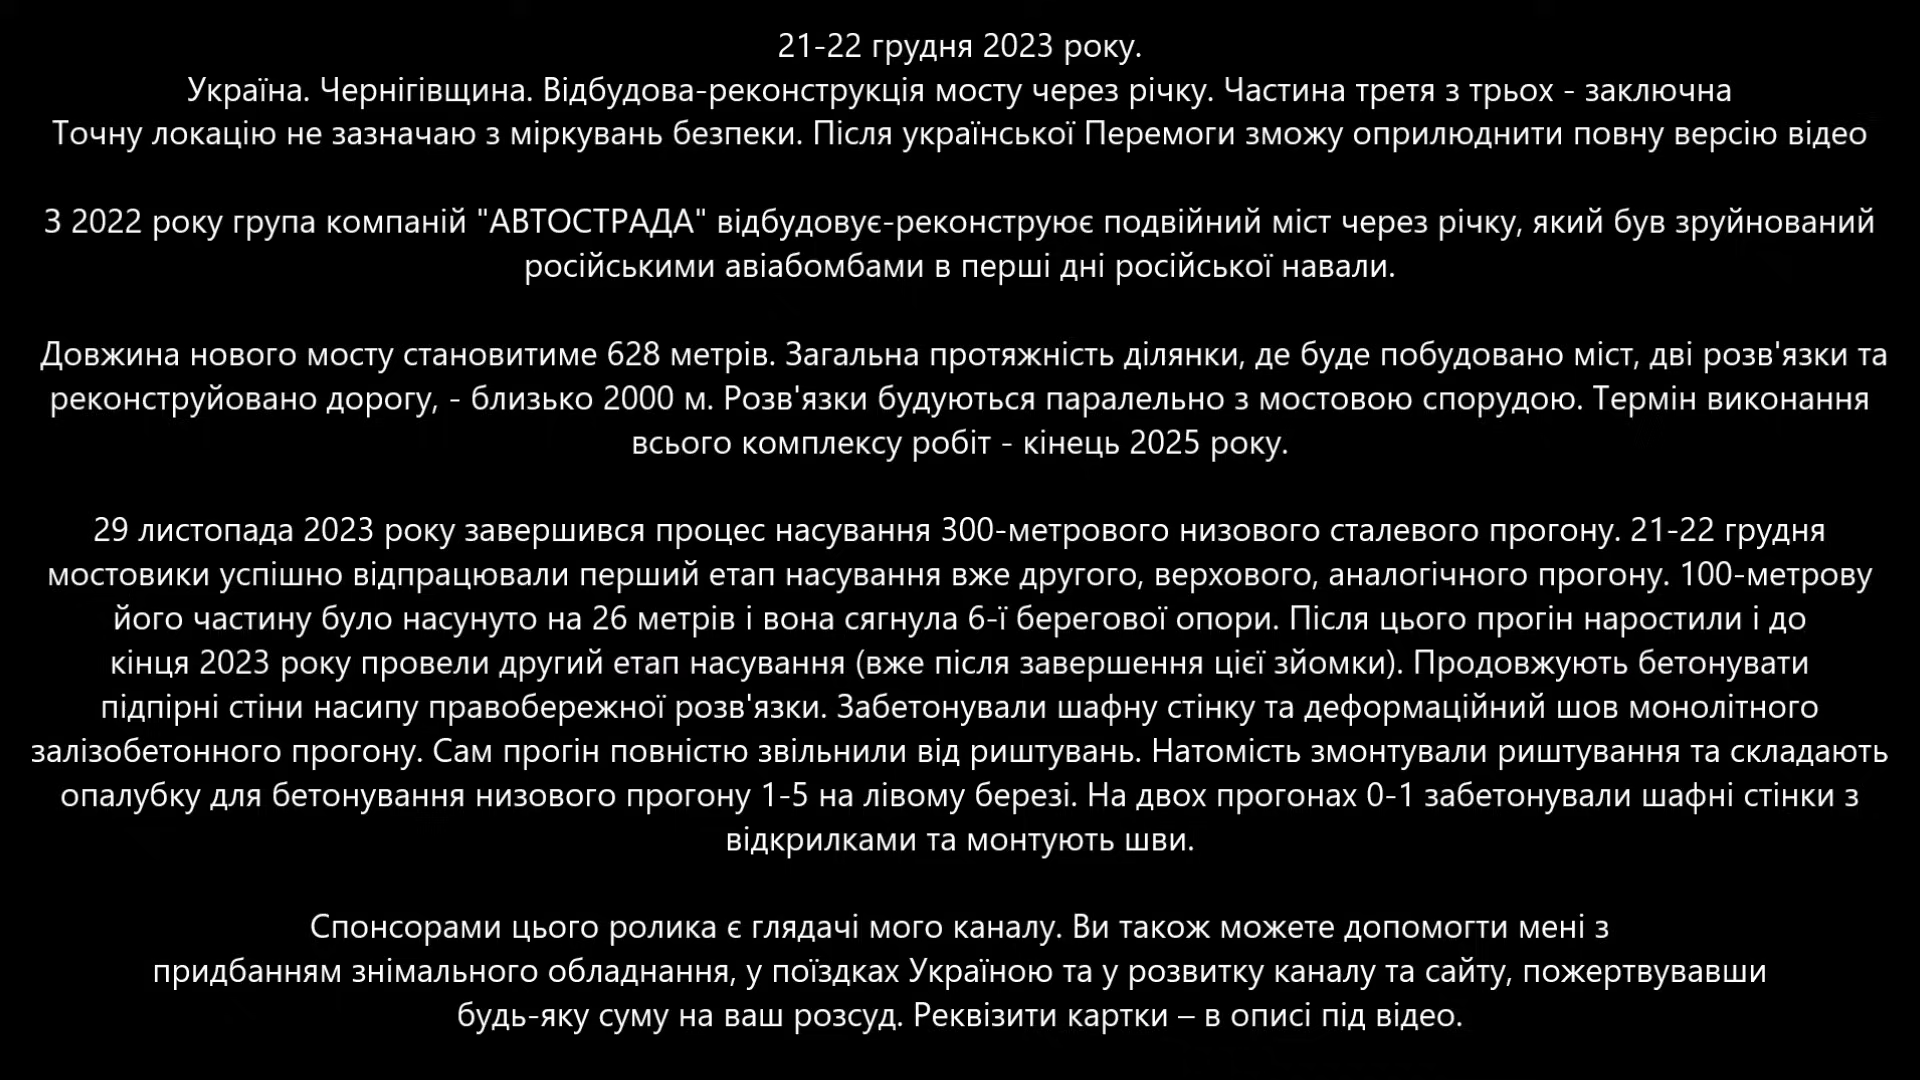 21-22 грудня 2023 року.
Україна. Чернігівщина. Відбудова-реконструкція мосту через річку. Частина третя з трьох - заключна
Точну локацію не зазначаю з міркувань безпеки. Після української Перемоги зможу оприлюднити повну версію відео
З 2022 року група компаній "АВТОСТРАДА" відбудовує-реконструює подвійний міст через річку, який був зруйнований
російськими авіабомбами в перші дні російської навали.
Довжина нового мосту становитиме 628 метрів. Загальна протяжність ділянки, де буде побудовано міст, дві розв'язки та
реконструйовано дорогу, - близько 2000 м. Розв'язки будуються паралельно з мостовою спорудою. Термін виконання
всього комплексу робіт - кінець 2025 року.
29 листопада 2023 року завершився процес насування 300-метрового низового сталевого прогону. 21-22 грудня
мостовики успішно відпрацювали перший етап насування вже другого, верхового, аналогічного прогону. 100-метрову
його частину було насунуто на 26 метрів і вона сягнула 6-ї берегової опори. Після цього прогін наростили і до
кінця 2023 року провели другий етап насування (вже після завершення цієї зйомки). Продовжують бетонувати
підпірні стіни насипу правобережної розв'язки. Забетонували шафну стінку та деформаційний шов монолітного
залізобетонного прогону. Сам прогін повністю звільнили від риштувань. Натомість змонтували риштування та складають
опалубку для бетонування низового прогону 1-5 на лівому березі. На двох прогонах 0-1 забетонували шафні стінки з
відкрилками та монтують шви.
Спонсорами цього ролика є глядачі мого каналу. Ви також можете допомогти мені з
придбанням знімального обладнання, у поїздках Україною та у розвитку каналу та сайту, пожертвувавши
будь-яку суму на ваш розсуд. Реквізити картки – в описі під відео.